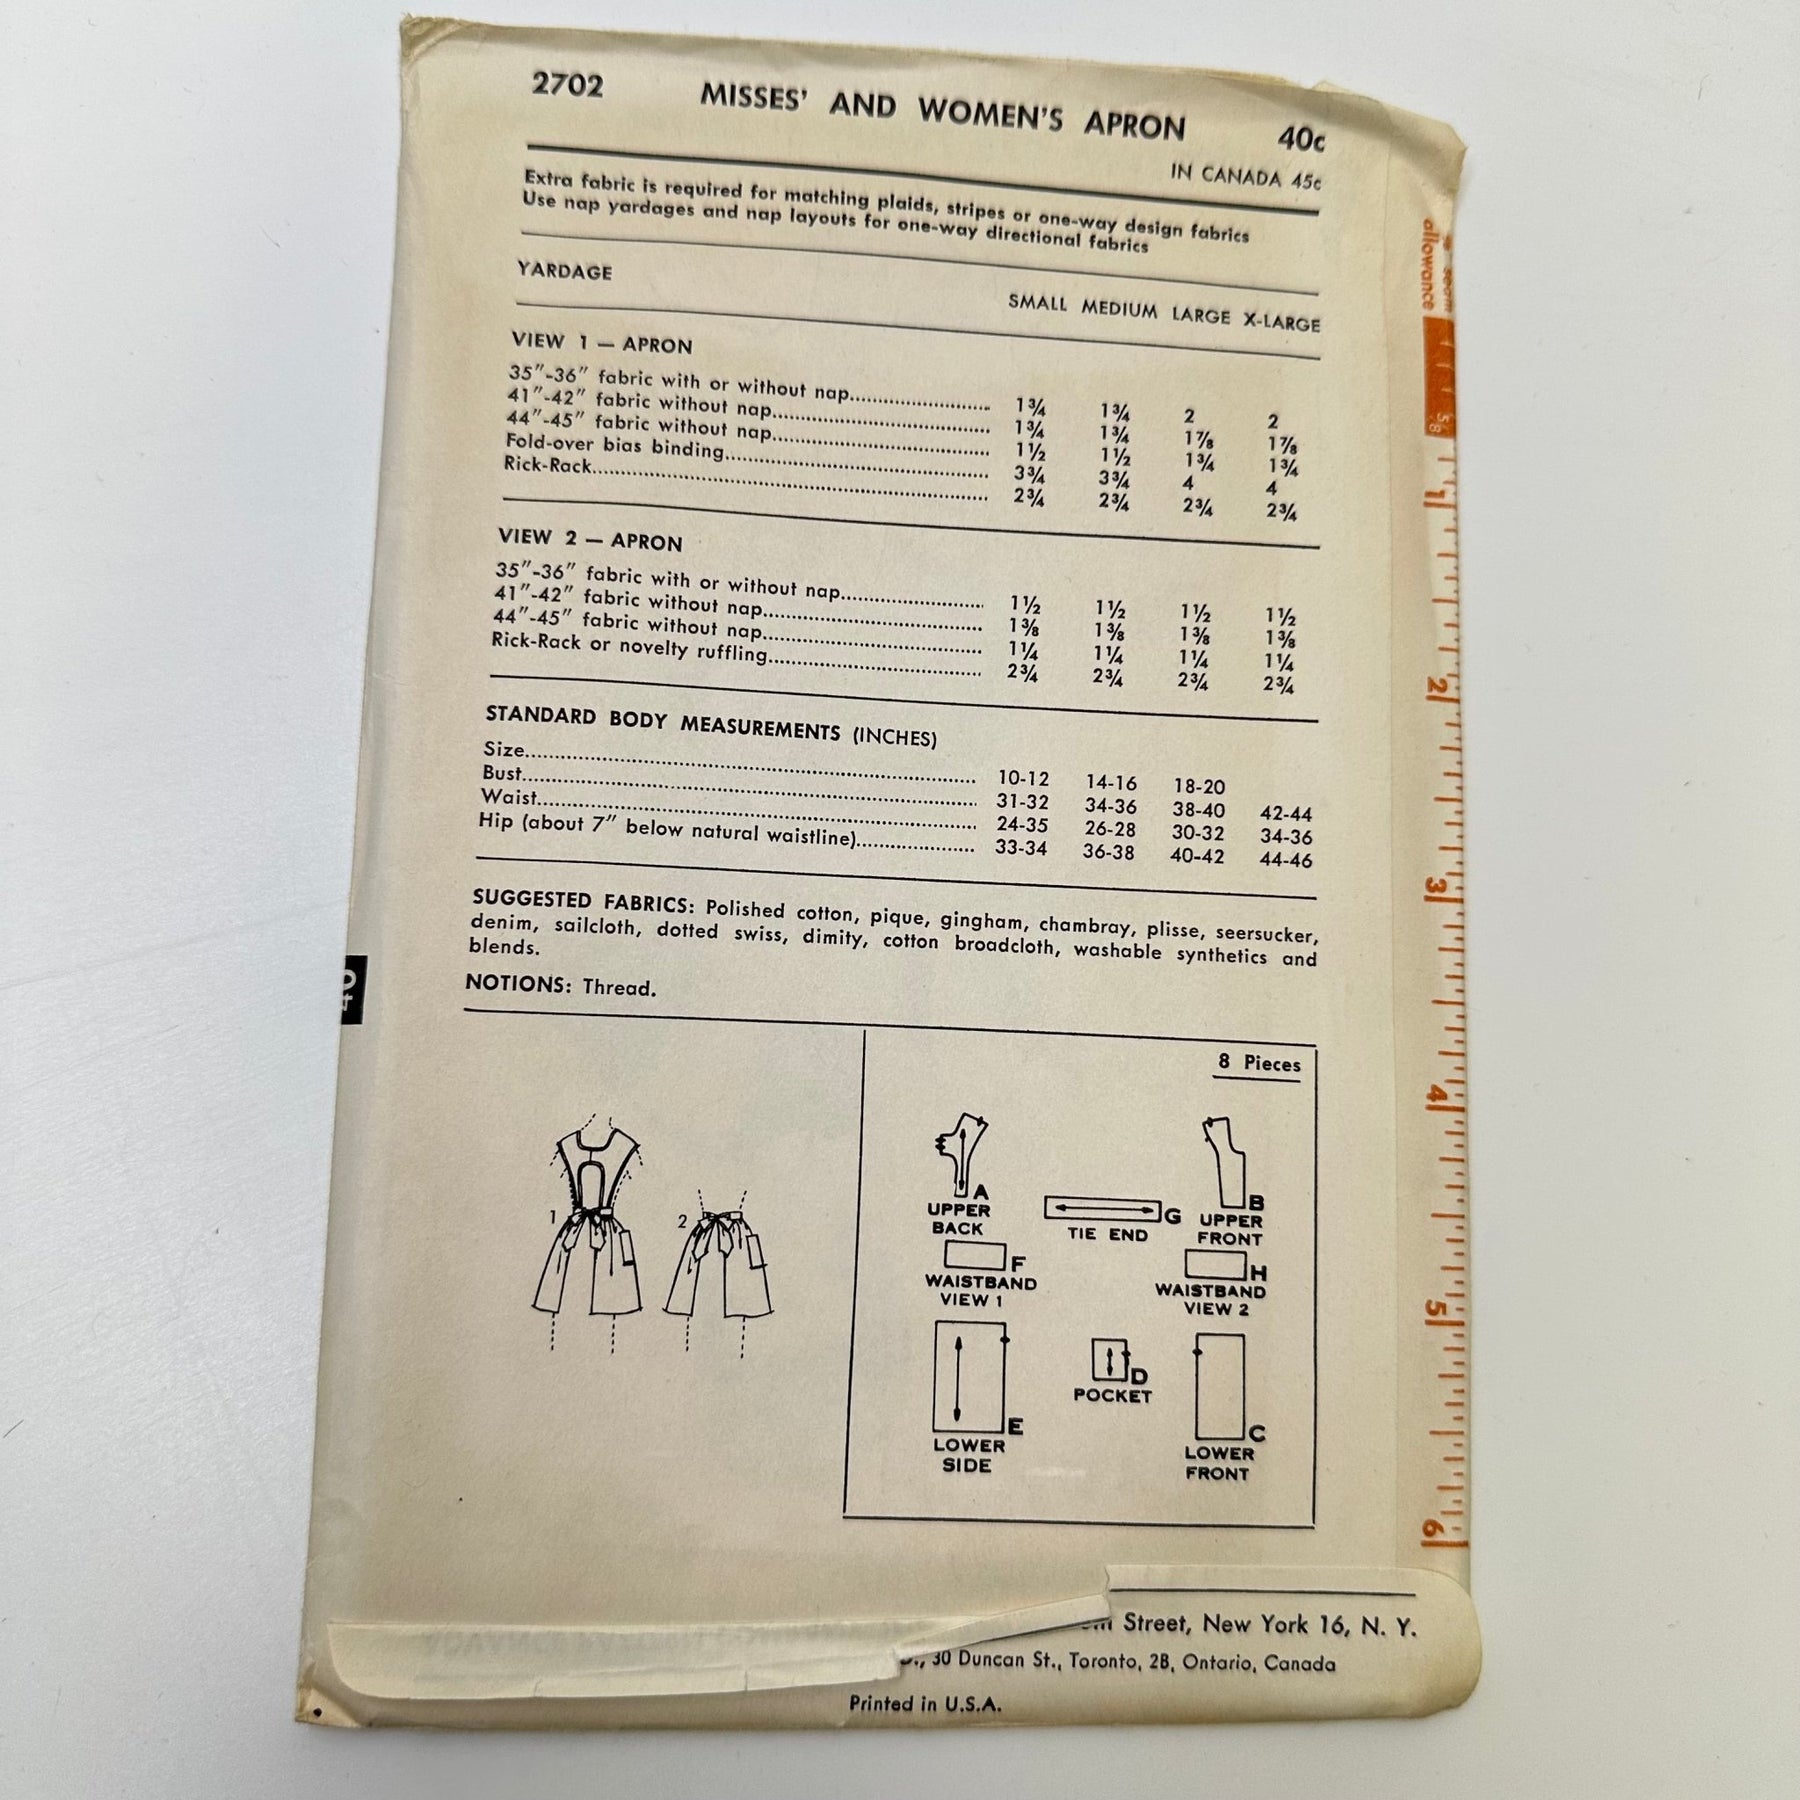 2702 MISSES' AND WOMEN'S APRON 40c
IN CANADA 45c
Extra fabric is required for matching plaids, stripes or one-way design fabrics
Use nap yardages and nap layouts for one-way directional fabrics
YARDAGE
SMALL MEDIUM LARGE X-LARGE
VIEW 1 — APRON
35"-36" fabric with or without nap 1¾ 1¾ 2 2
41"-42" fabric without nap 1¾ 1¾ 1⅞ 1⅞
44"-45" fabric without nap 1½ 1½ 1¾ 1¾
Fold-over bias binding 3¾ 3¾ 4 4
Rick-Rack 2¾ 2¾ 2¾ 2¾
VIEW 2 — APRON
35"-36" fabric with or without nap 1½ 1½ 1½ 1½
41"-42" fabric without nap 1⅜ 1⅜ 1⅜ 1⅜
44"-45" fabric without nap 1¼ 1¼ 1¼ 1¼
Rick-Rack or novelty ruffling 2¾ 2¾ 2¾ 2¾
STANDARD BODY MEASUREMENTS (INCHES)
Size 10-12 14-16 18-20
Bust 31-32 34-36 38-40 42-44
Waist 24-35 26-28 30-32 34-36
Hip (about 7" below natural waistline) 33-34 36-38 40-42 44-46
SUGGESTED FABRICS: Polished cotton, pique, gingham, chambray, plisse, seersucker,
denim, sailcloth, dotted swiss, dimity, cotton broadcloth, washable synthetics and
blends.
NOTIONS: Thread.
8 Pieces
1
2
A
UPPER
BACK
G
TIE END
B
UPPER
FRONT
F
WAISTBAND
VIEW 1
H
WAISTBAND
VIEW 2
E
LOWER
SIDE
D
POCKET
C
LOWER
FRONT
Street, New York 16, N. Y.
30 Duncan St., Toronto, 2B, Ontario, Canada
Printed in U.S.A.
seam
allowance
5/8
1
2
3
4
5
6